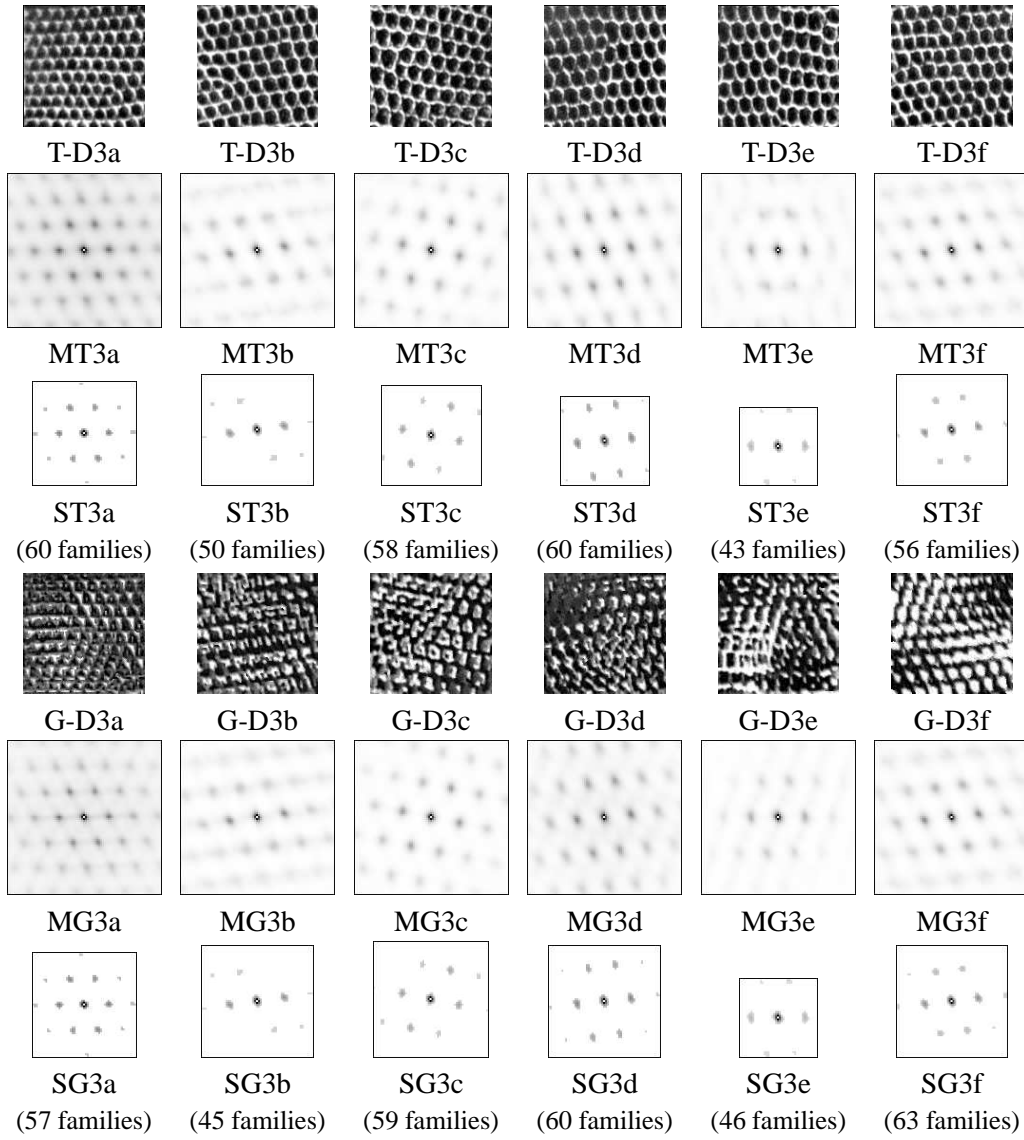 T-D3a T-D3b T-D3c T-D3d T-D3e T-D3f
MT3a MT3b MT3c MT3d MT3e MT3f
ST3a ST3b ST3c ST3d ST3e ST3f
(60 families) (50 families) (58 families) (60 families) (43 families) (56 families)
G-D3a G-D3b G-D3c G-D3d G-D3e G-D3f
MG3a MG3b MG3c MG3d MG3e MG3f
SG3a SG3b SG3c SG3d SG3e SG3f
(57 families) (45 families) (59 families) (60 families) (46 families) (63 families)